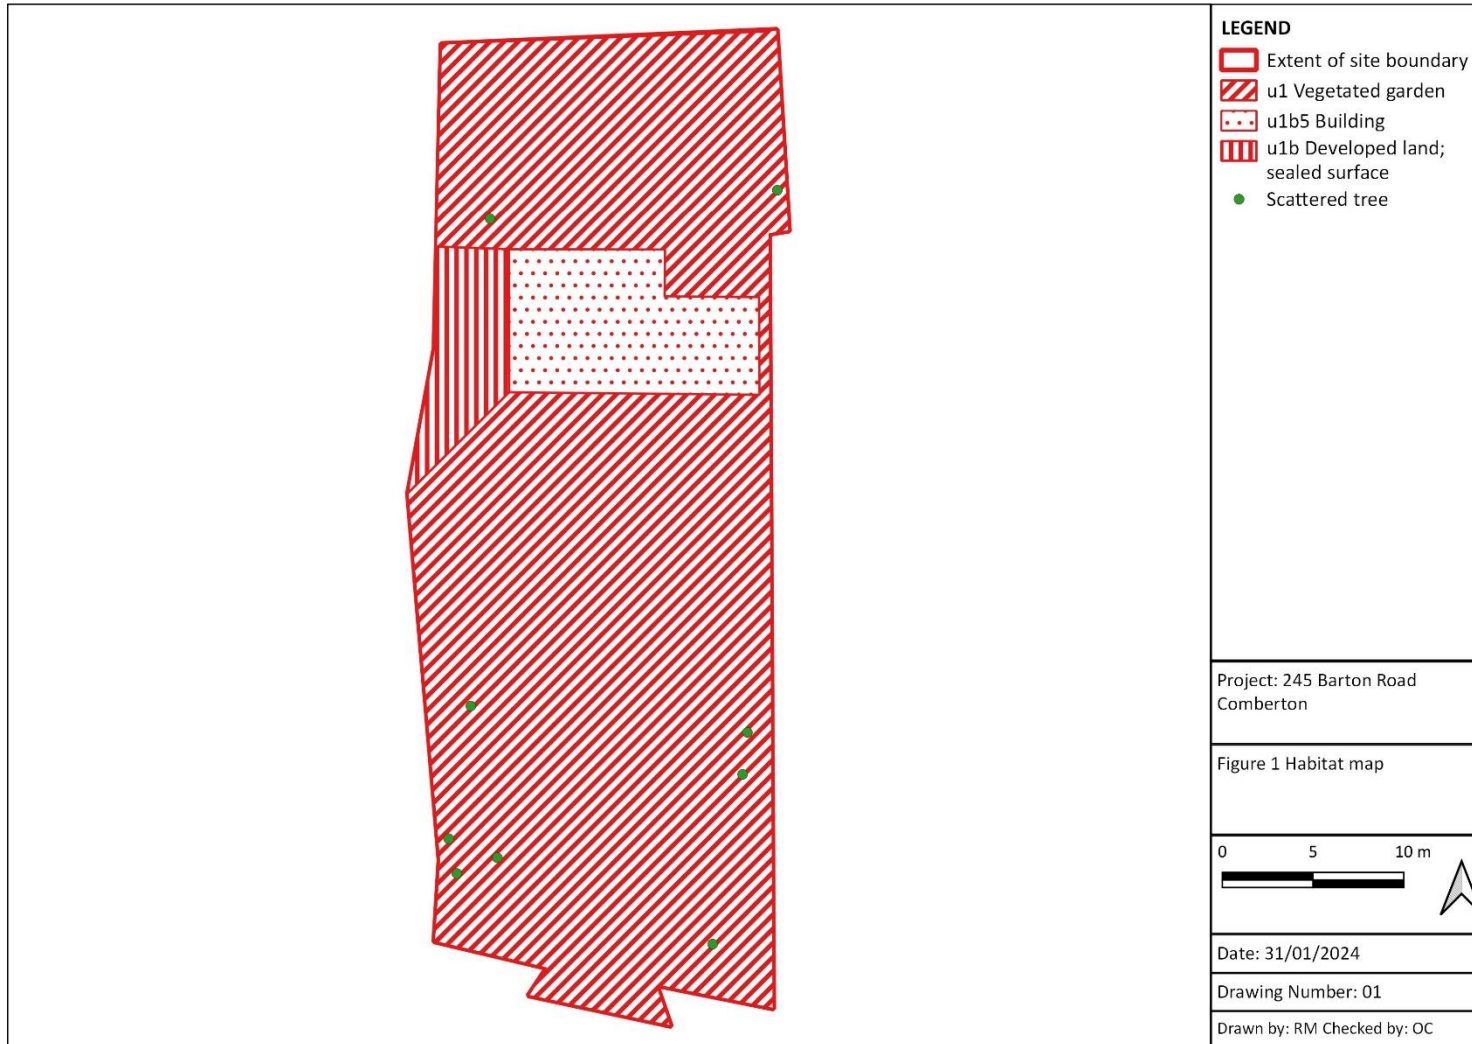 LEGEND
Extent of site boundary
u1 Vegetated garden
u1b5 Building
u1b Developed land;
sealed surface
Scattered tree
Project: 245 Barton Road
Comberton
Figure 1 Habitat map
0 5 10 m
Date: 31/01/2024
Drawing Number: 01
Drawn by: RM Checked by: OC